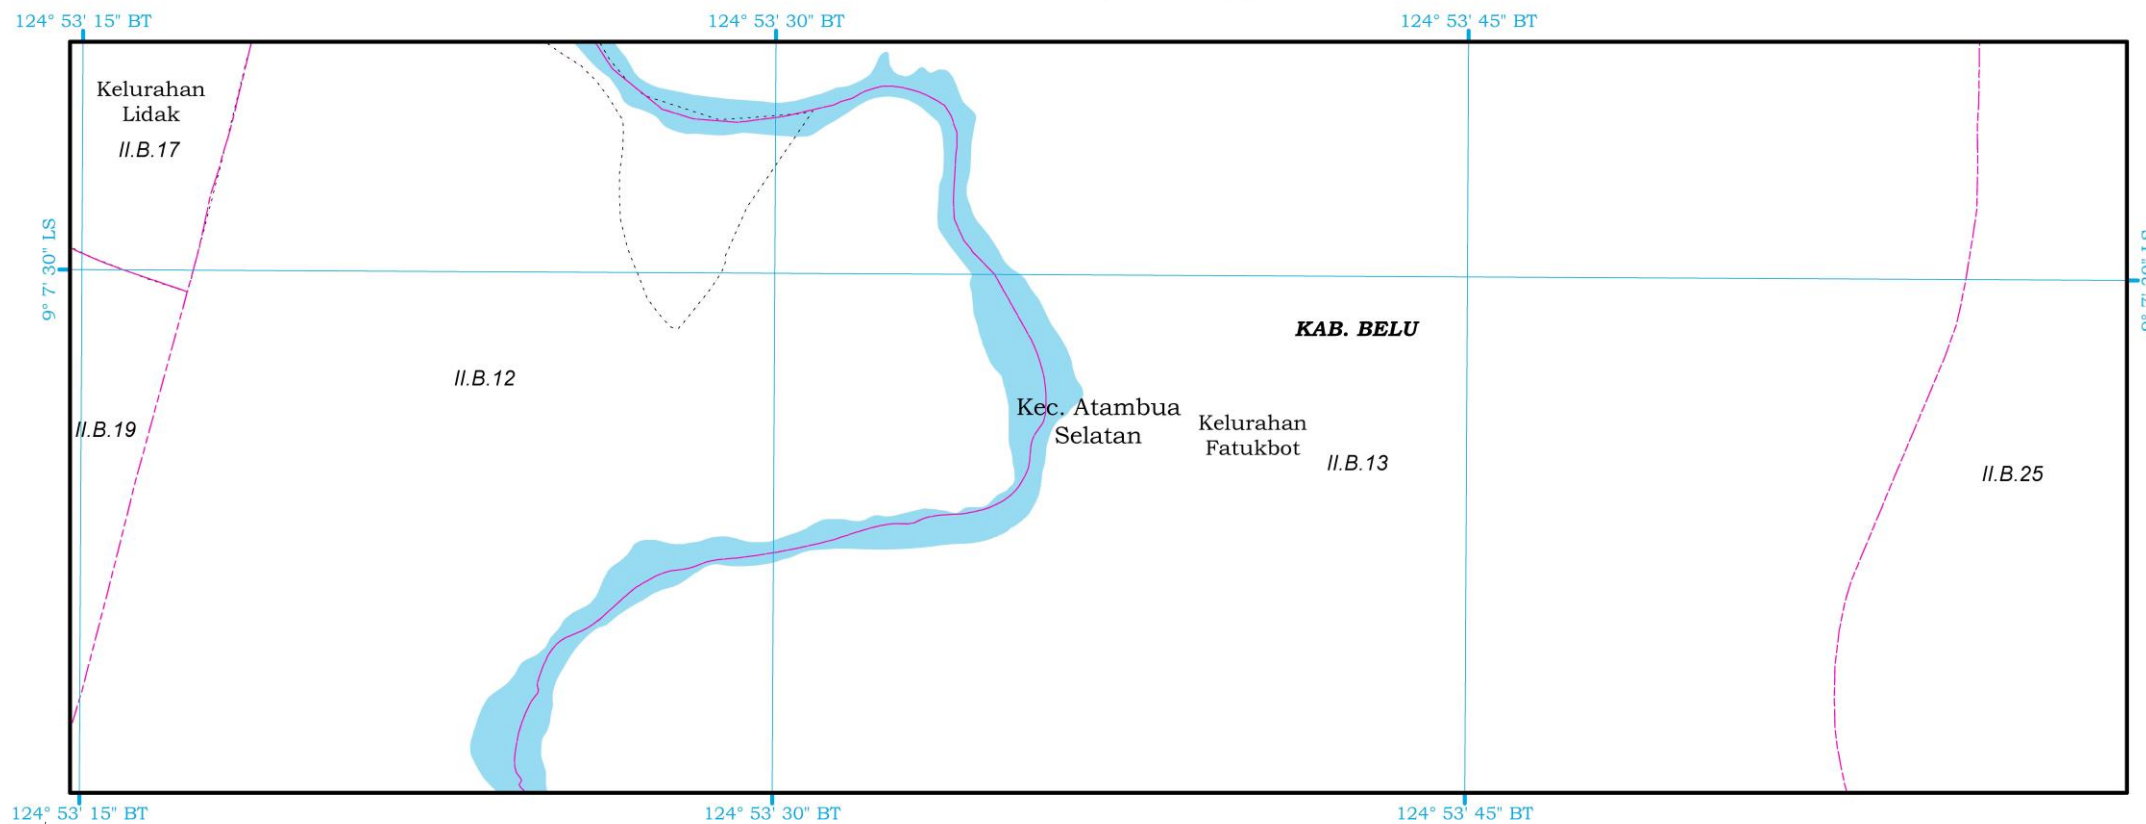 124° 53' 15" BT
124° 53' 30" BT
124° 53' 45" BT
Kelurahan
Lidak
II.B.17
9° 7' 30" LS
KAB. BELU
II.B.12
Kec. Atambua
Selatan
Kelurahan
Fatukbot
II.B.19
II.B.13
II.B.25
124° 53' 15" BT
124° 53' 30" BT
124° 53' 45" BT